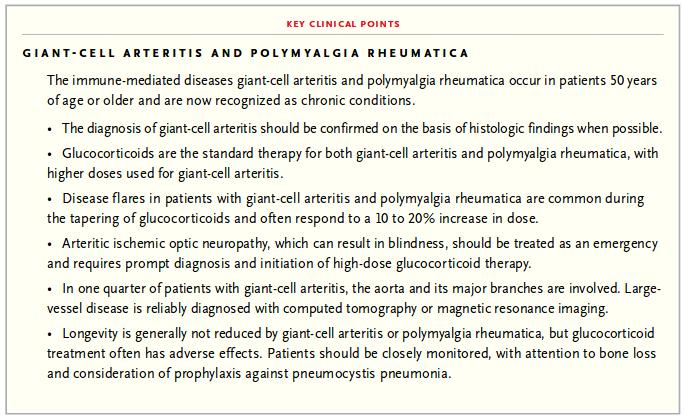 KEY CLINICAL POINTS
GIANT-CELL ARTERITIS AND POLYMYALGIA RHEUMATICA
The immune-mediated diseases giant-cell arteritis and polymyalgia rheumatica occur in patients 50 years
of age or older and are now recognized as chronic conditions.
• The diagnosis of giant-cell arteritis should be confirmed on the basis of histologic findings when possible.
• Glucocorticoids are the standard therapy for both giant-cell arteritis and polymyalgia rheumatica, with
higher doses used for giant-cell arteritis.
• Disease flares in patients with giant-cell arteritis and polymyalgia rheumatica are common during
the tapering of glucocorticoids and often respond to a 10 to 20% increase in dose.
• Arteritic ischemic optic neuropathy, which can result in blindness, should be treated as an emergency
and requires prompt diagnosis and initiation of high-dose glucocorticoid therapy.
• In one quarter of patients with giant-cell arteritis, the aorta and its major branches are involved. Large-
vessel disease is reliably diagnosed with computed tomography or magnetic resonance imaging.
• Longevity is generally not reduced by giant-cell arteritis or polymyalgia rheumatica, but glucocorticoid
treatment often has adverse effects. Patients should be closely monitored, with attention to bone loss
and consideration of prophylaxis against pneumocystis pneumonia.